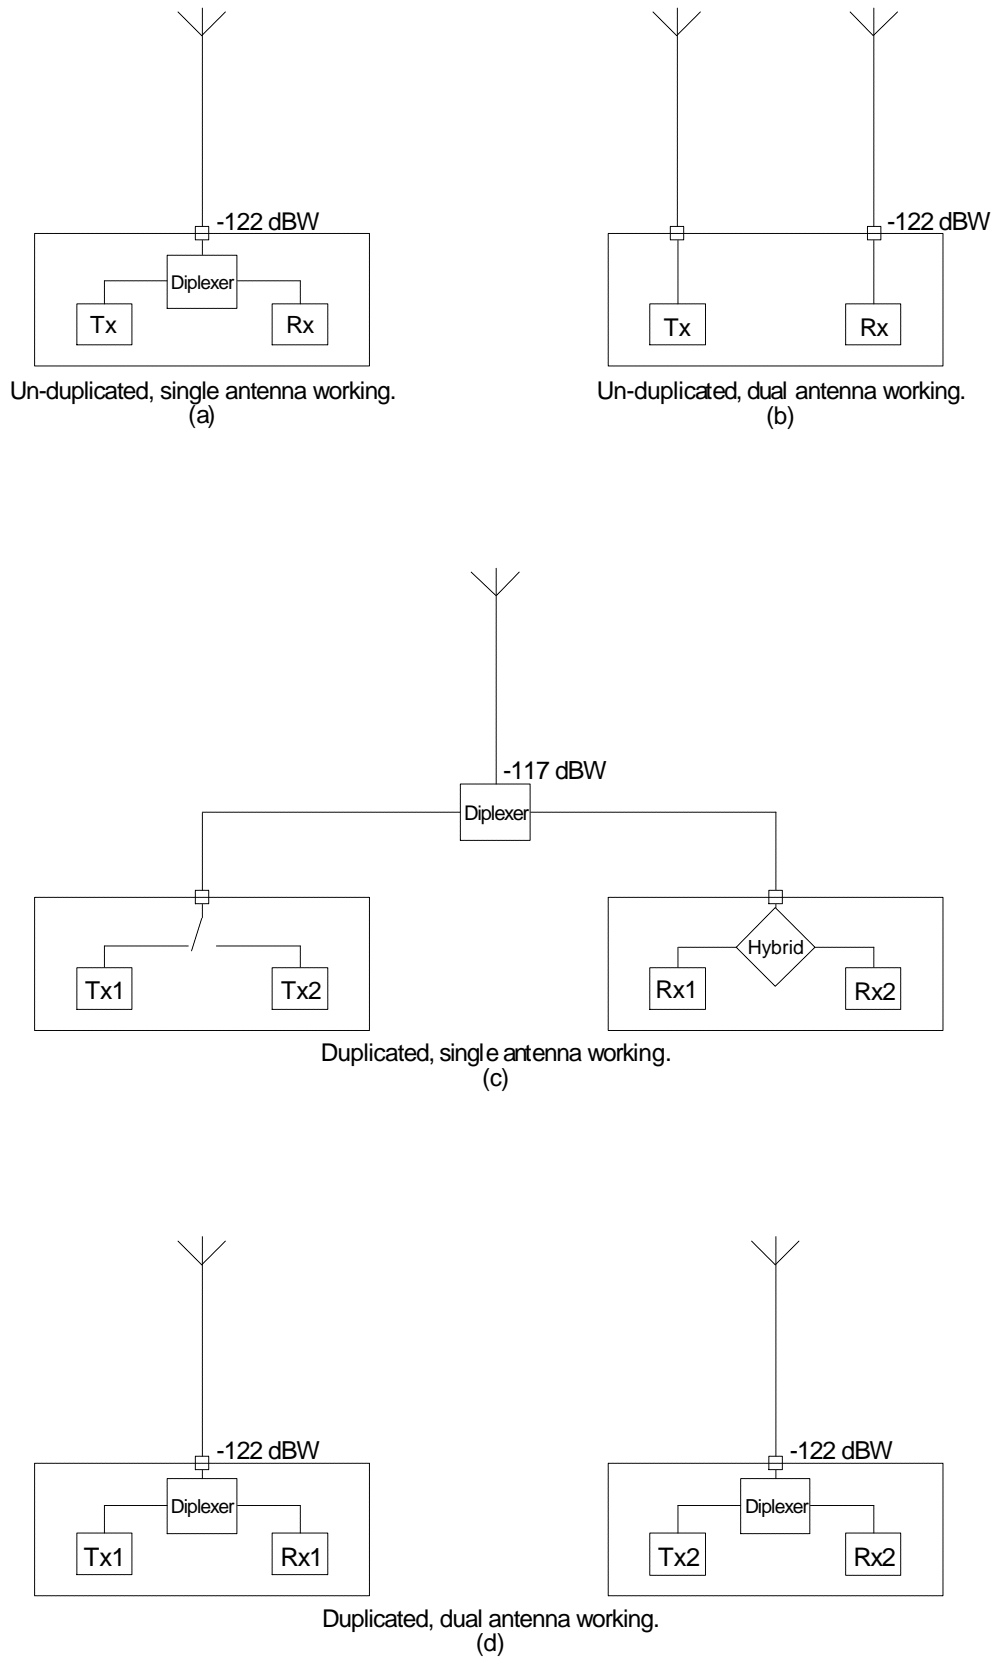 -122 dBW
-122 dBW
Diplexer
Tx
Rx
Tx
Rx
Un-duplicated, single antenna working.
(a)
Un-duplicated, dual antenna working.
(b)
-117 dBW
Diplexer
Hybrid
Tx1
Tx2
Rx1
Rx2
Duplicated, single antenna working.
(c)
-122 dBW
-122 dBW
Diplexer
Diplexer
Tx1
Rx1
Tx2
Rx2
Duplicated, dual antenna working.
(d)